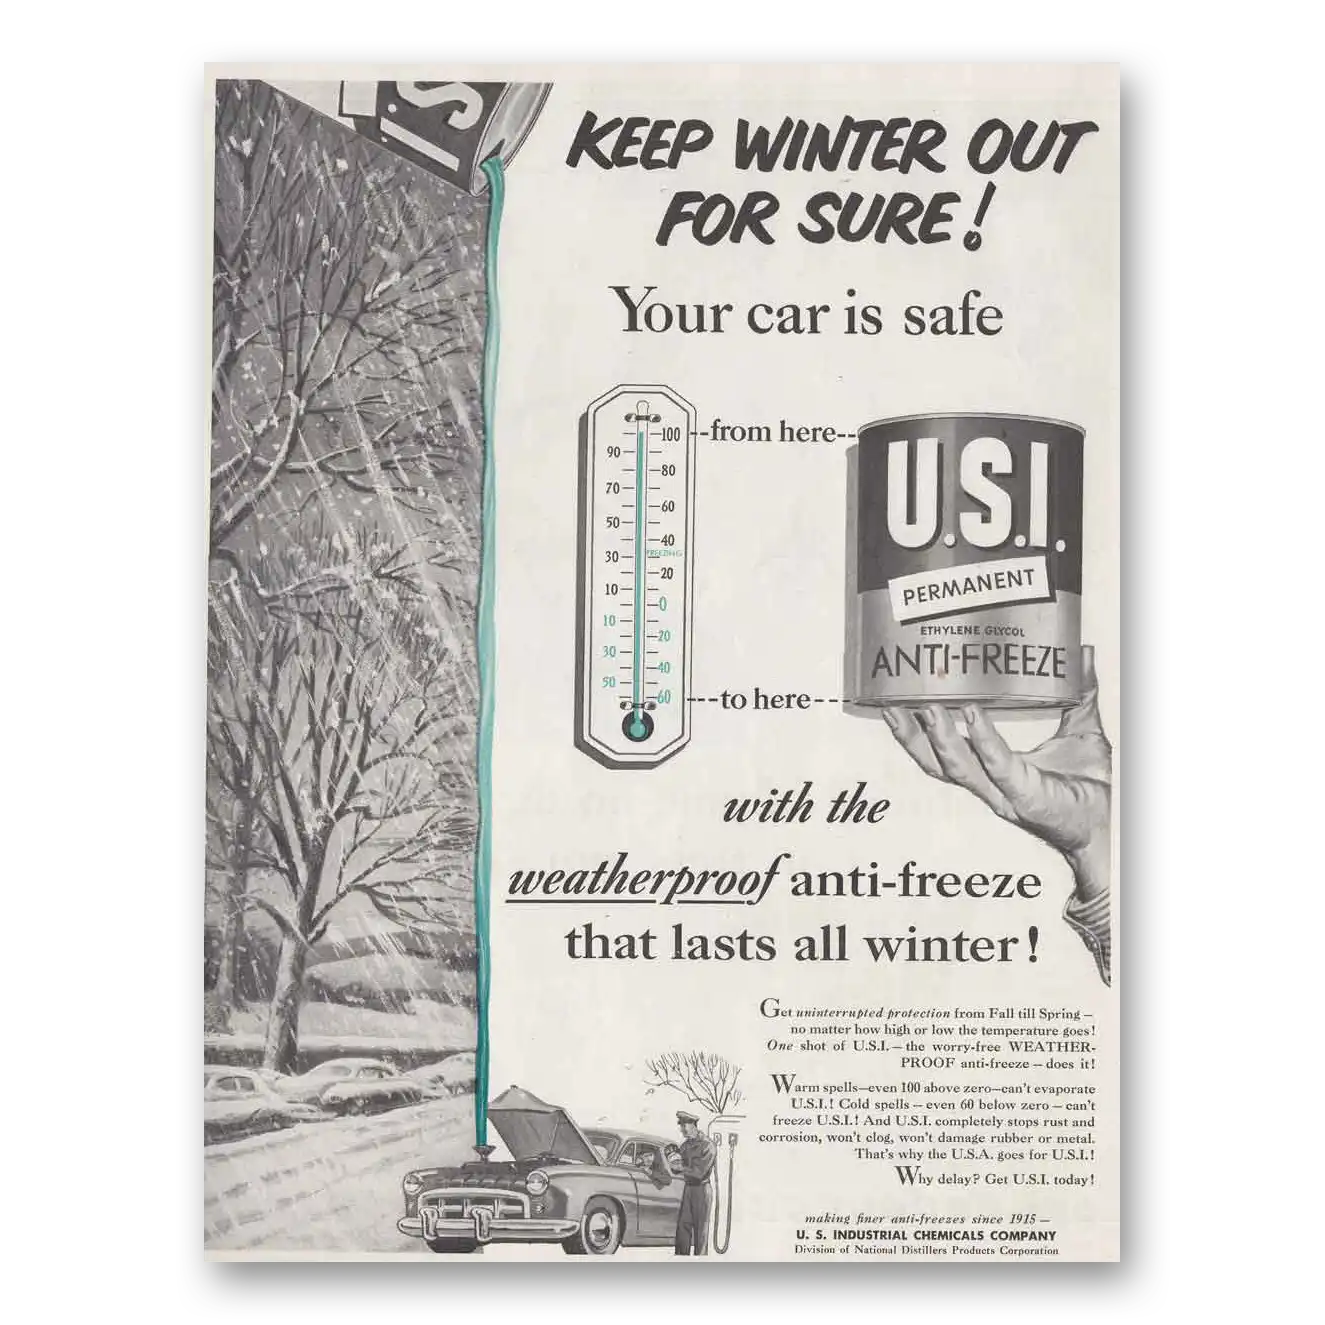 U.S.I.
KEEP WINTER OUT
FOR SURE!
Your car is safe
100
90
80
70
60
50
40
FREEZING
30
20
10
0
10
20
30
40
50
60
--from here--
---to here---
U.S.I.
PERMANENT
ETHYLENE GLYCOL
ANTI-FREEZE
with the
weatherproof anti-freeze
that lasts all winter!
Get uninterrupted protection from Fall till Spring —
no matter how high or low the temperature goes!
One shot of U.S.I. — the worry-free WEATHER-
PROOF anti-freeze — does it!
Warm spells—even 100 above zero—can't evaporate
U.S.I.! Cold spells — even 60 below zero — can't
freeze U.S.I.! And U.S.I. completely stops rust and
corrosion, won't clog, won't damage rubber or metal.
That's why the U.S.A. goes for U.S.I.!
Why delay? Get U.S.I. today!
making finer anti-freezes since 1915 —
U. S. INDUSTRIAL CHEMICALS COMPANY
Division of National Distillers Products Corporation